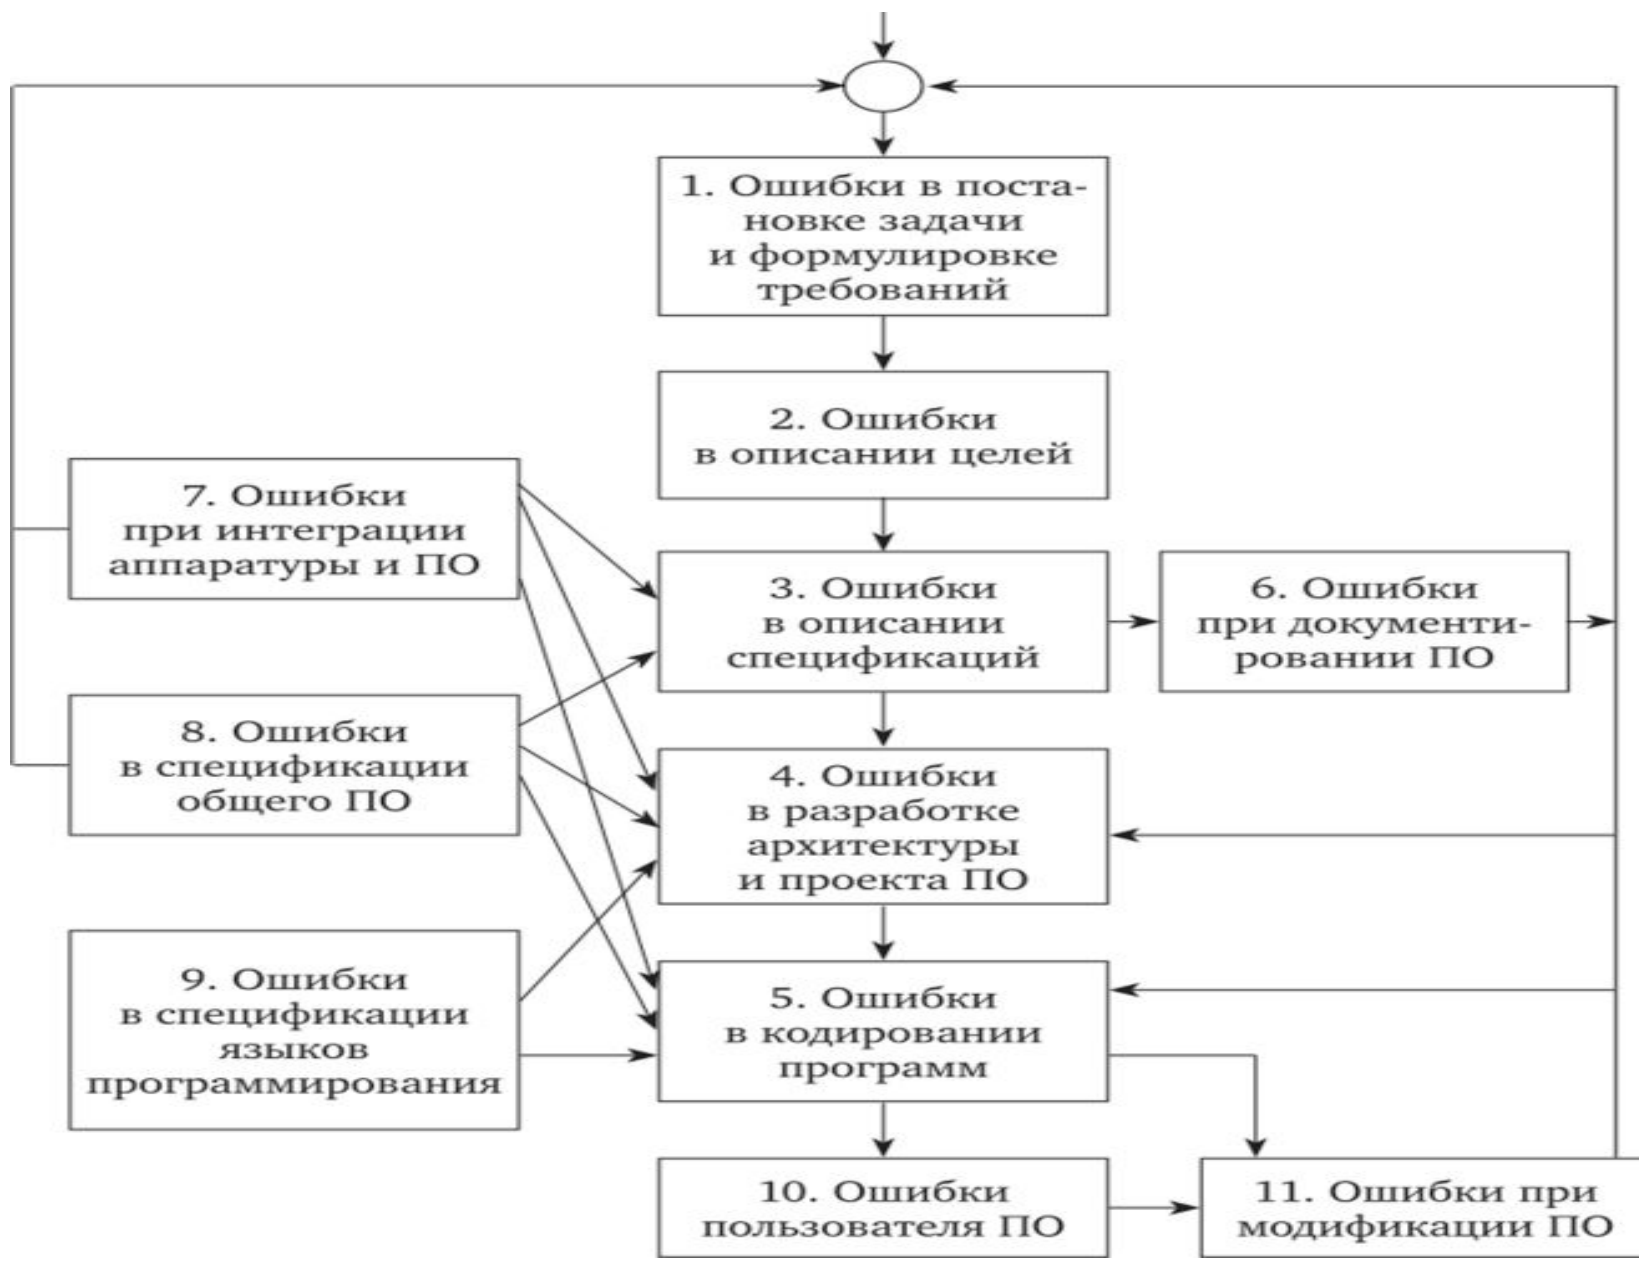 1. Ошибки в поста-
новке задачи
и формулировке
требований
2. Ошибки
в описании целей
7. Ошибки
при интеграции
аппаратуры и ПО
3. Ошибки
в описании
спецификаций
6. Ошибки
при документи-
ровании ПО
8. Ошибки
в спецификации
общего ПО
4. Ошибки
в разработке
архитектуры
и проекта ПО
9. Ошибки
в спецификации
языков
программирования
5. Ошибки
в кодировании
программ
10. Ошибки
пользователя ПО
11. Ошибки при
модификации ПО